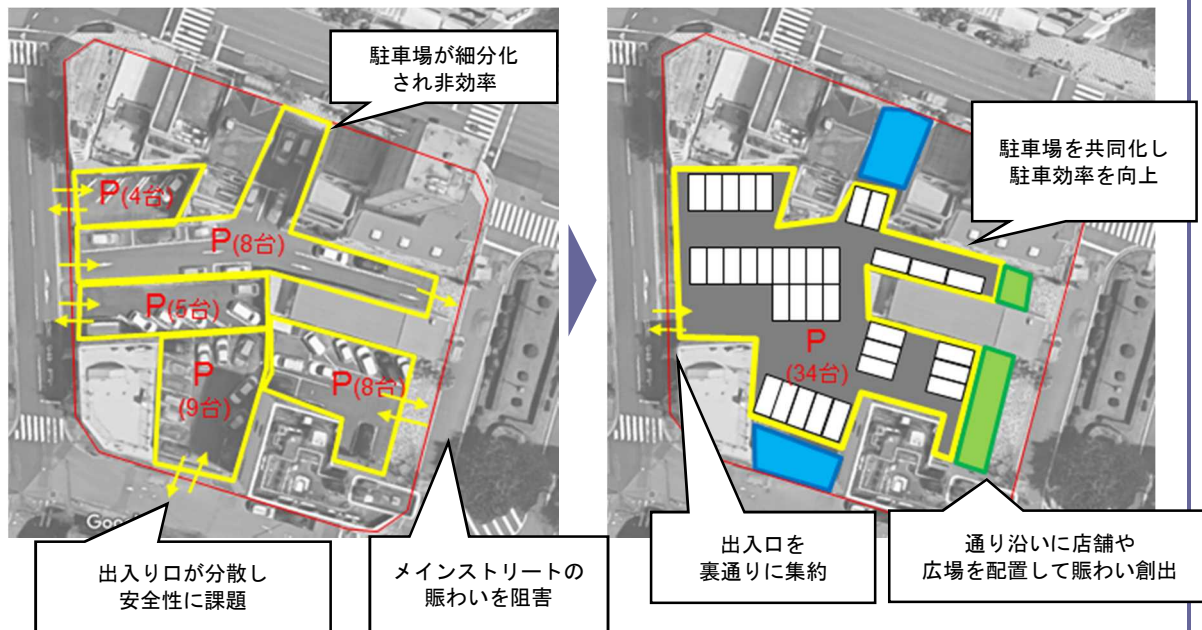 駐車場が細分化
され非効率
P(4台)
P(8台)
P(5台)
P
(9台)
P(8台)
出入り口が分散し
安全性に課題
メインストリートの
賑わいを阻害
駐車場を共同化し
駐車効率を向上
P
(34台)
出入口を
裏通りに集約
通り沿いに店舗や
広場を配置して賑わい創出